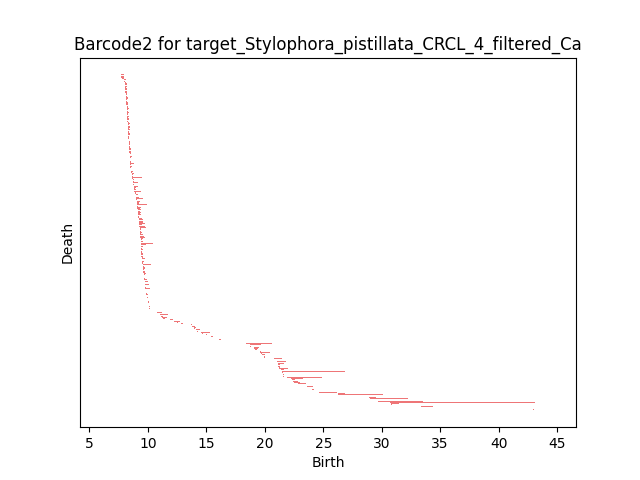 Barcode2 for target_Stylophora_pistillata_CRCL_4_filtered_Ca
Death
5 10 15 20 25 30 35 40 45
Birth